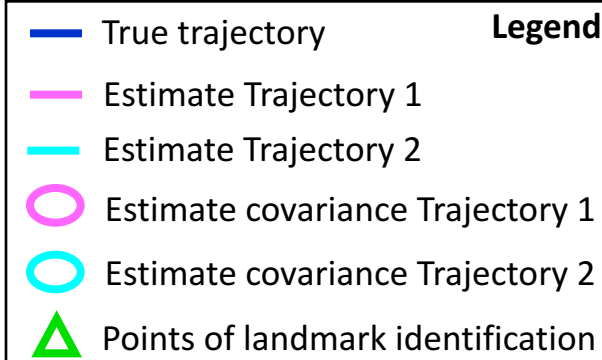 Legend
True trajectory
Estimate Trajectory 1
Estimate Trajectory 2
Estimate covariance Trajectory 1
Estimate covariance Trajectory 2
Points of landmark identification